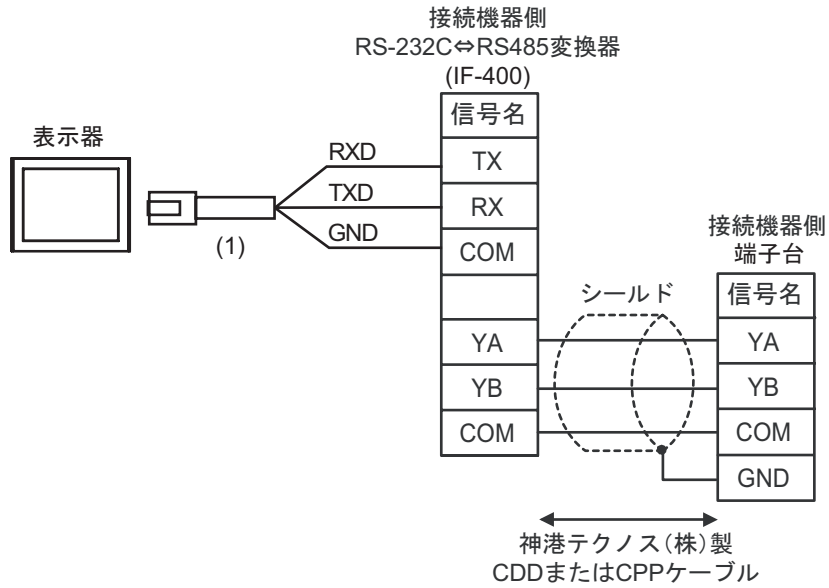 接続機器側
RS-232C⇔RS485変換器
(IF-400)
信号名
表示器
RXD
TX
TXD
RX
(1)
GND
COM
接続機器側
端子台
シールド
信号名
YA
YA
YB
YB
COM
COM
GND
神港テクノス(株)製
CDDまたはCPPケーブル